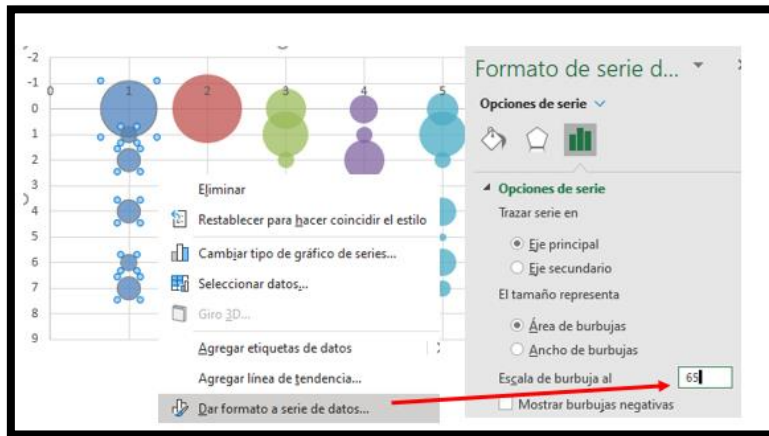 -2
-1
0 1 2 3 4 5
0
1
2
3
4
5
6
7
8
9
Eliminar
Restablecer para hacer coincidir el estilo
Cambiar tipo de gráfico de series...
Seleccionar datos...
Giro 3D...
Agregar etiquetas de datos
Agregar línea de tendencia...
Dar formato a serie de datos...
Formato de serie d...
Opciones de serie
Opciones de serie
Trazar serie en
Eje principal
Eje secundario
El tamaño representa
Área de burbujas
Ancho de burbujas
Escala de burbuja al 65
Mostrar burbujas negativas